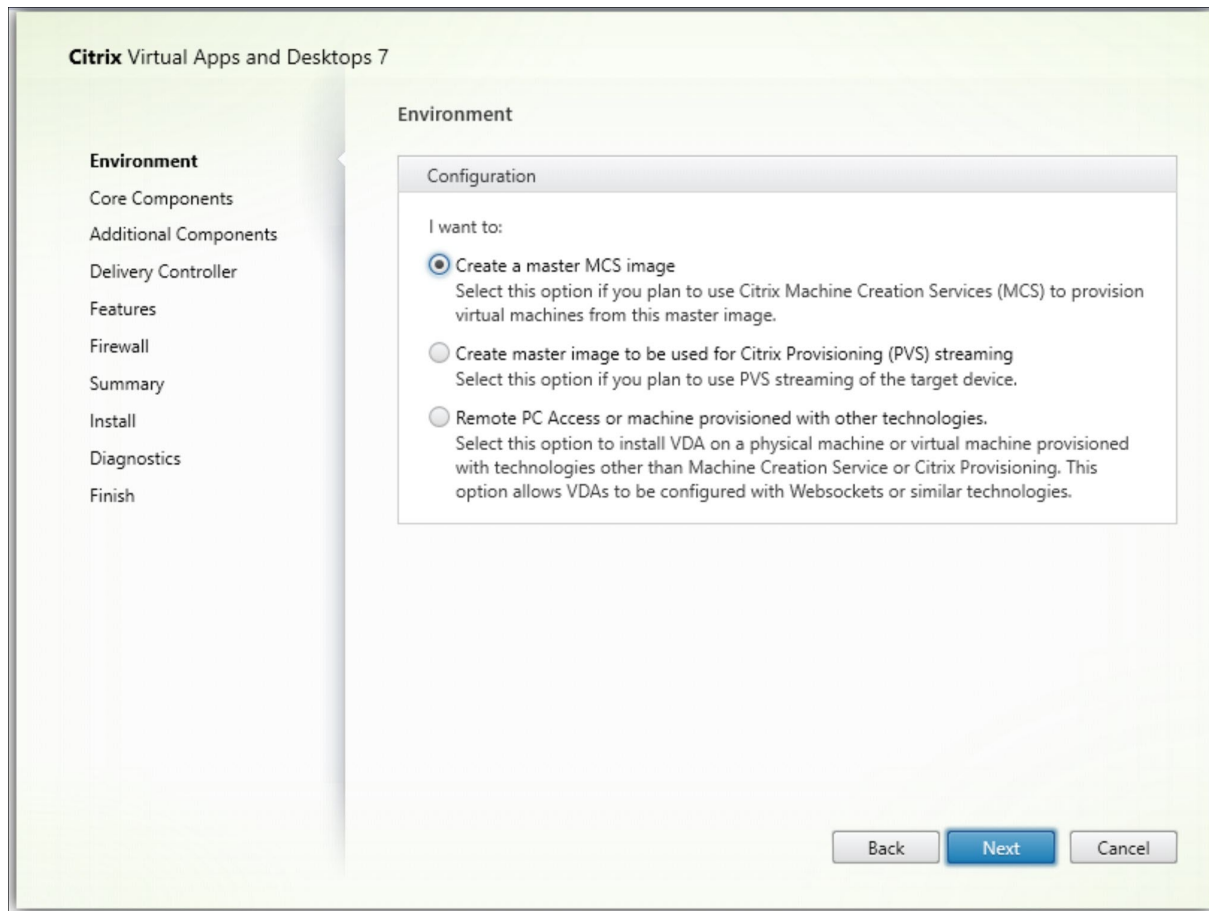 Citrix Virtual Apps and Desktops 7
Environment
Core Components
Additional Components
Delivery Controller
Features
Firewall
Summary
Install
Diagnostics
Finish
Environment
Configuration
I want to:
Create a master MCS image
Select this option if you plan to use Citrix Machine Creation Services (MCS) to provision
virtual machines from this master image.
Create master image to be used for Citrix Provisioning (PVS) streaming
Select this option if you plan to use PVS streaming of the target device.
Remote PC Access or machine provisioned with other technologies.
Select this option to install VDA on a physical machine or virtual machine provisioned
with technologies other than Machine Creation Service or Citrix Provisioning. This
option allows VDAs to be configured with Websockets or similar technologies.
Back
Next
Cancel